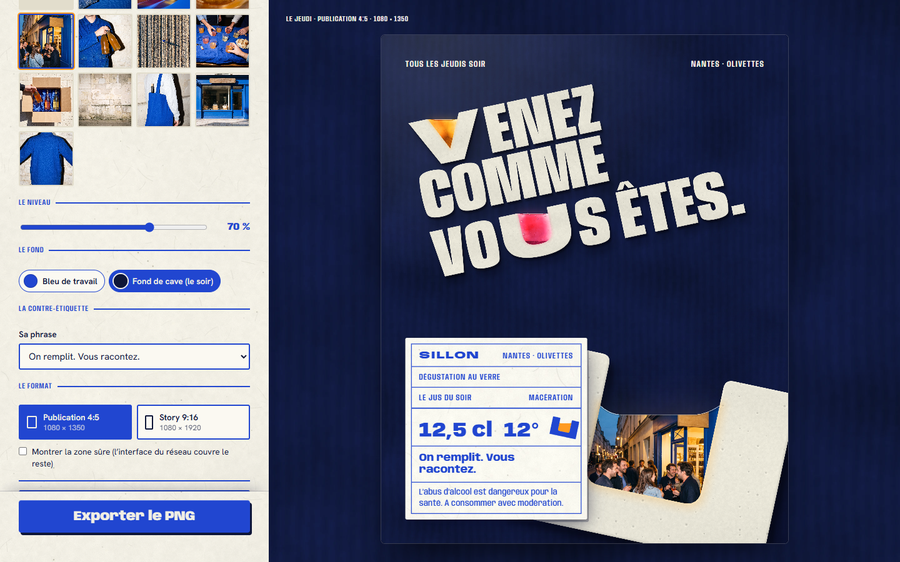 LE NIVEAU
70 %
LE FOND
Bleu de travail
Fond de cave (le soir)
LA CONTRE-ÉTIQUETTE
Sa phrase
On remplit. Vous racontez.
LE FORMAT
Publication 4:5
1080 × 1350
Story 9:16
1080 × 1920
Montrer la zone sûre (l'interface du réseau couvre le
reste)
Exporter le PNG
LE JEUDI · PUBLICATION 4:5 · 1080 × 1350
TOUS LES JEUDIS SOIR
NANTES · OLIVETTES
VENEZ
COMME
VOUS ÊTES.
SILLON
NANTES · OLIVETTES
DÉGUSTATION AU VERRE
LE JUS DU SOIR
MACÉRATION
12,5 cl
12°
On remplit. Vous
racontez.
L'abus d'alcool est dangereux pour la
santé. À consommer avec modération.